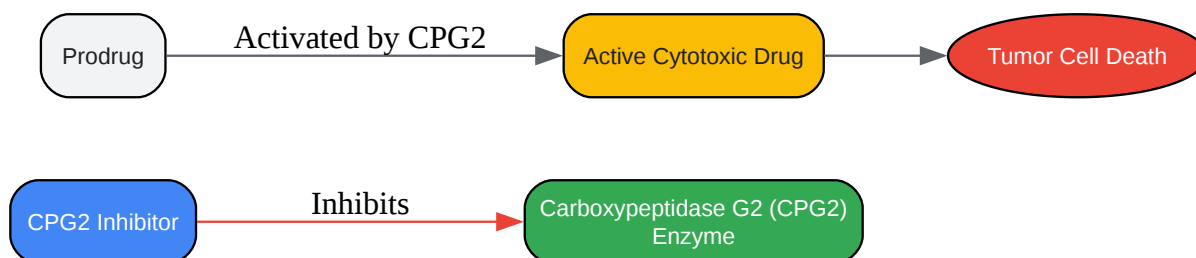 Prodrug
Activated by CPG2
Active Cytotoxic Drug
Tumor Cell Death
CPG2 Inhibitor
Inhibits
Carboxypeptidase G2 (CPG2)
Enzyme